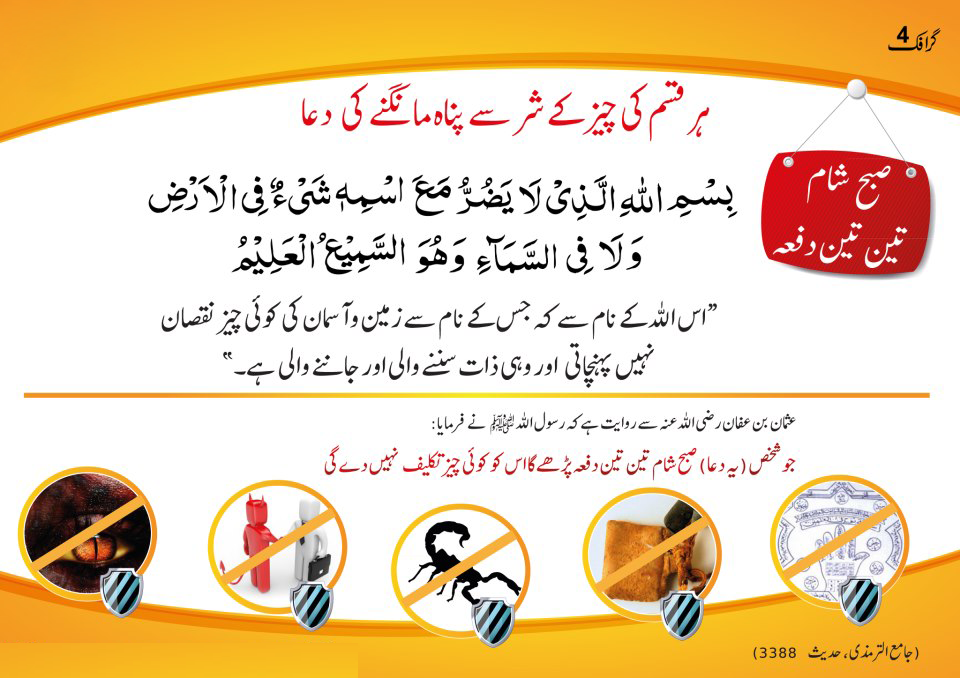 گرافک 4
ہر قسم کی چیز کے شر سے پناہ مانگنے کی دعا
صبح شام
تین تین دفعہ
بِسْمِ اللهِ الَّذِىْ لَا يَضُرُّ مَعَ اسْمِهٖ شَىْءٌ فِى الْاَرْضِ
وَلَا فِى السَّمَآءِ وَهُوَ السَّمِيْعُ الْعَلِيْمُ
”اس اللہ کے نام سے کہ جس کے نام سے زمین و آسمان کی کوئی چیز نقصان
نہیں پہنچاتی اور وہی ذات سننے والی اور جاننے والی ہے۔“
عثمان بن عفان رضی اللہ عنہ سے روایت ہے کہ رسول اللہ ﷺ نے فرمایا:
جو شخص (یہ دعا) صبح شام تین تین دفعہ پڑھے گا اس کو کوئی چیز تکلیف نہیں دے گی
(جامع الترمذی، حدیث 3388)